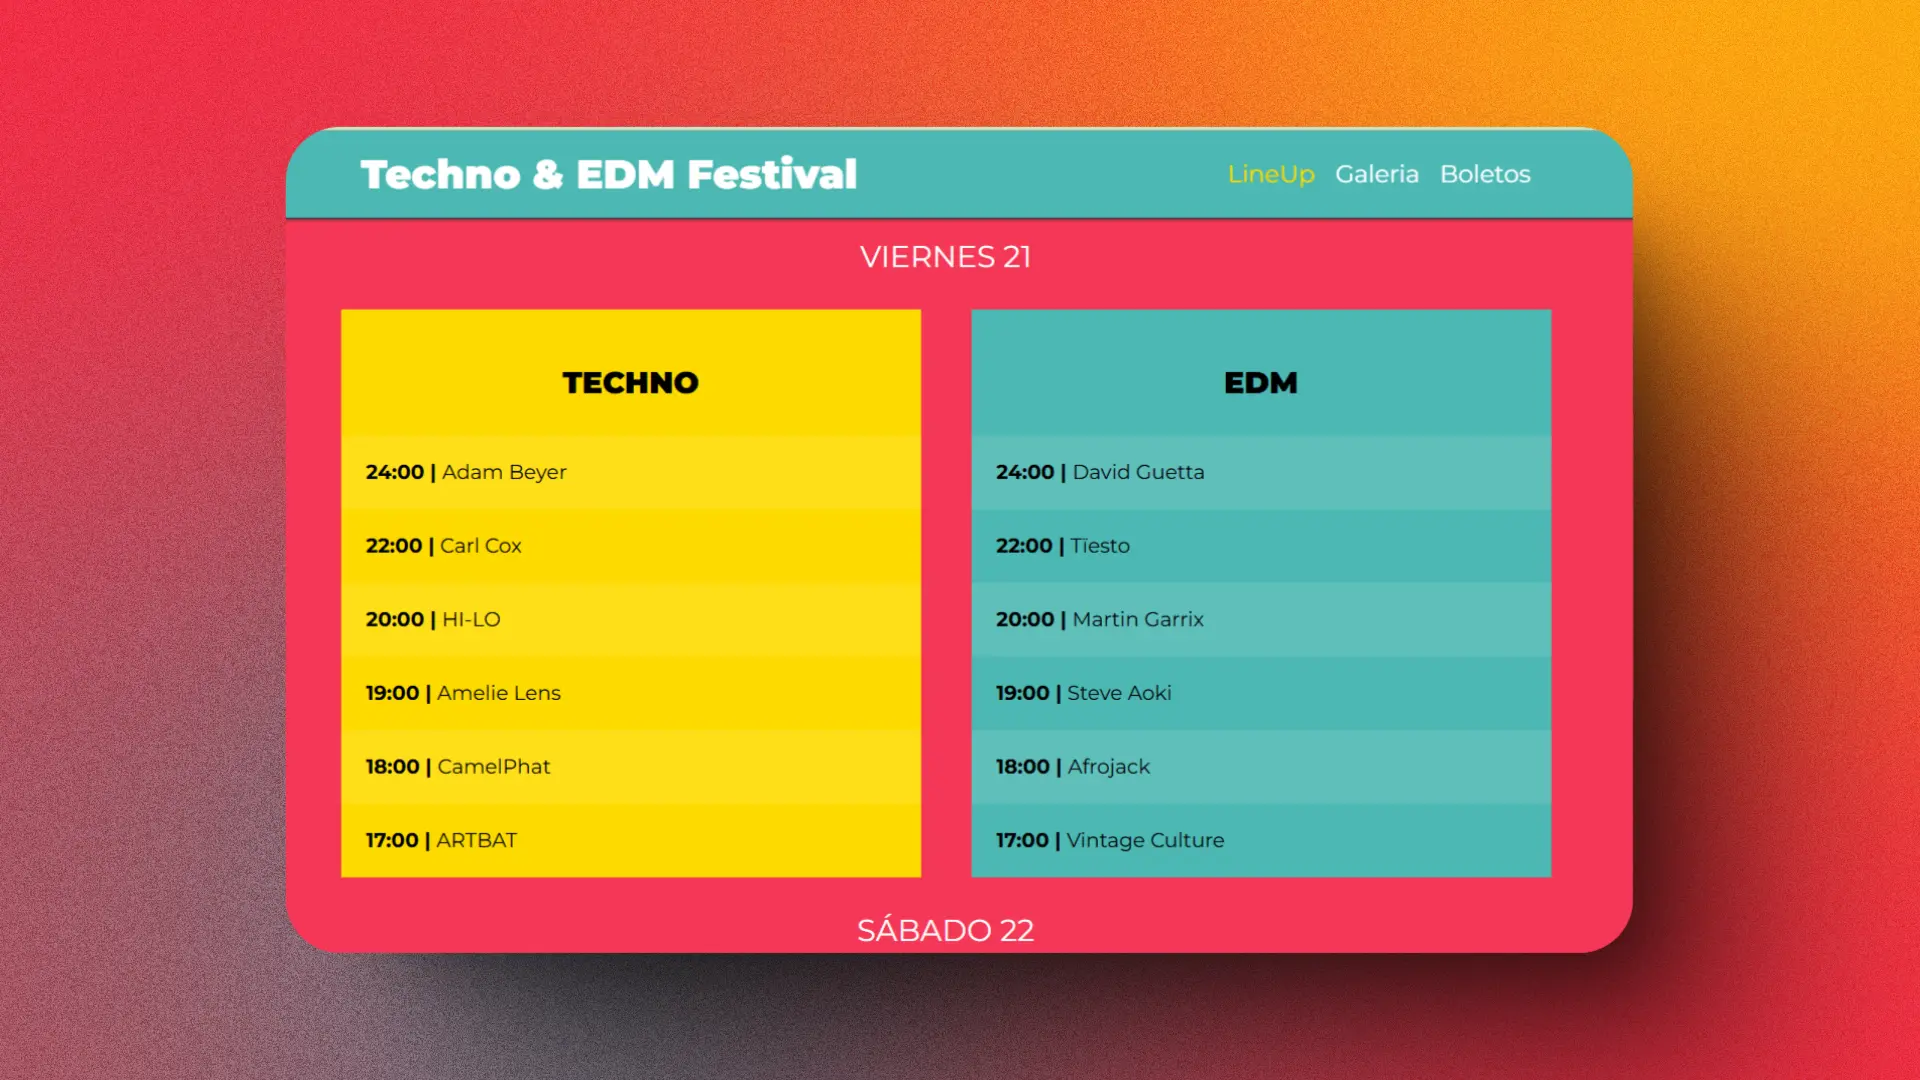 Techno & EDM Festival
LineUp Galeria Boletos
VIERNES 21
TECHNO
24:00 | Adam Beyer
22:00 | Carl Cox
20:00 | HI-LO
19:00 | Amelie Lens
18:00 | CamelPhat
17:00 | ARTBAT
EDM
24:00 | David Guetta
22:00 | Tïesto
20:00 | Martin Garrix
19:00 | Steve Aoki
18:00 | Afrojack
17:00 | Vintage Culture
SÁBADO 22